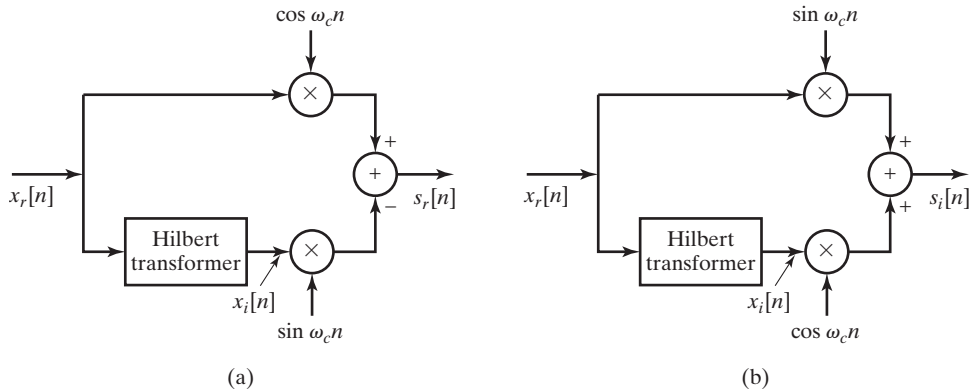 cos ω_c n
×
+
x_r[n]
+
s_r[n]
−
Hilbert
transformer
×
x_i[n]
sin ω_c n
(a)
sin ω_c n
×
+
x_r[n]
+
s_i[n]
+
Hilbert
transformer
×
x_i[n]
cos ω_c n
(b)